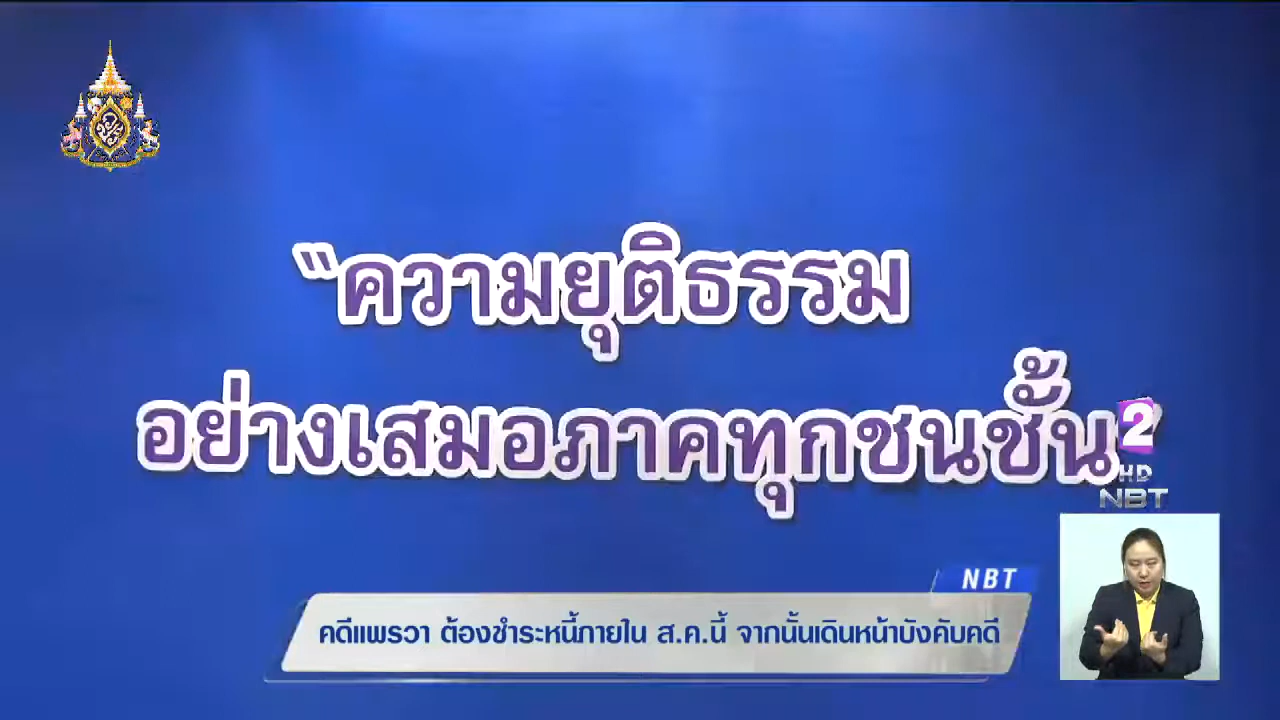 “ความยุติธรรม
อย่างเสมอภาคทุกชนชั้น”
2
HD
NBT
NBT
คดีแพรวา ต้องชำระหนี้ภายใน ส.ค.นี้ จากนั้นเดินหน้าบังคับคดี